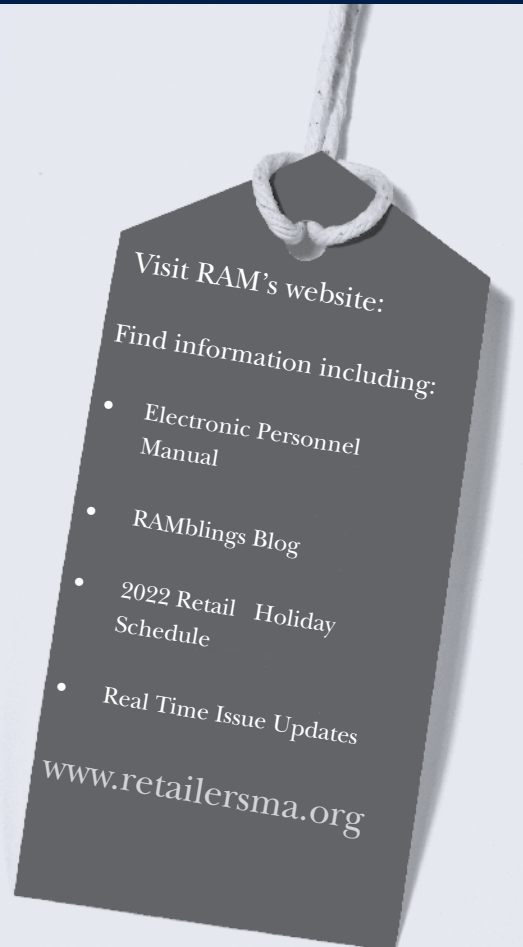 Visit RAM’s website:
Find information including:
• Electronic Personnel
Manual
• RAMblings Blog
• 2022 Retail Holiday
Schedule
• Real Time Issue Updates
www.retailersma.org